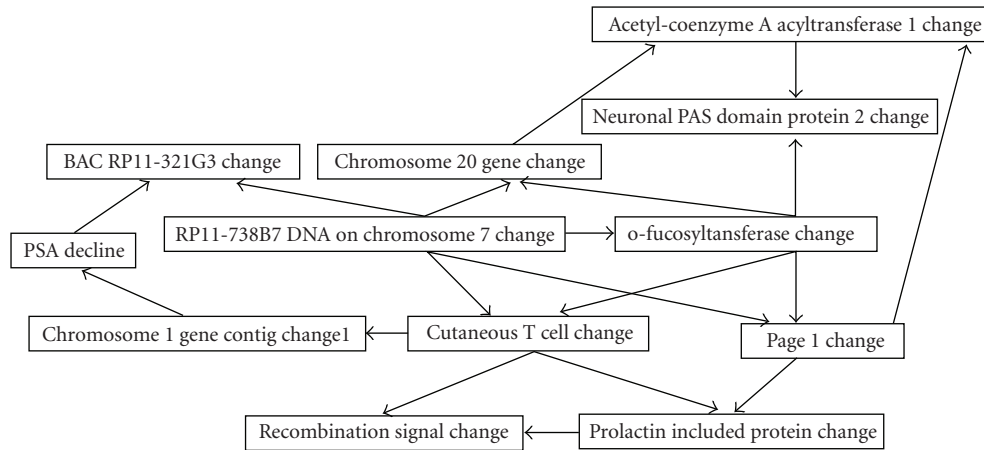 Acetyl-coenzyme A acyltransferase 1 change
Neuronal PAS domain protein 2 change
BAC RP11-321G3 change
Chromosome 20 gene change
RP11-738B7 DNA on chromosome 7 change
o-fucosyltansferase change
PSA decline
Chromosome 1 gene contig change1
Cutaneous T cell change
Page 1 change
Recombination signal change
Prolactin included protein change